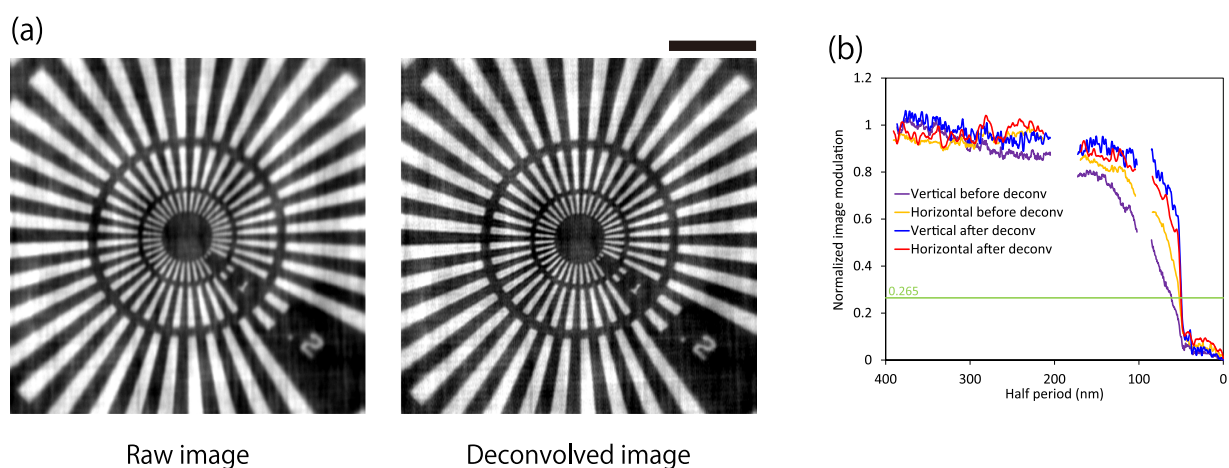 (a)
1
2
1
2
Raw image
Deconvolved image
(b)
Normalized image modulation
1.2
1
0.8
0.6
0.4
0.2
0
Vertical before deconv
Horizontal before deconv
Vertical after deconv
Horizontal after deconv
0.265
400 300 200 100 0
Half period (nm)